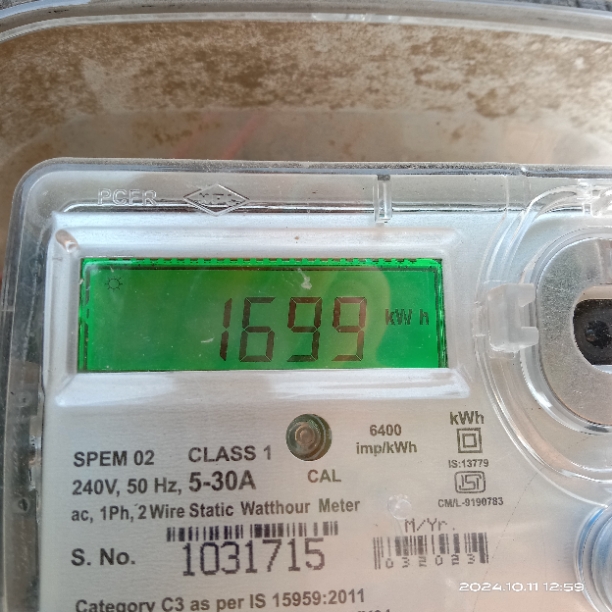 PCER
1699 kWh
6400
imp/kWh
kWh
SPEM 02 CLASS 1
CAL
IS:13779
240V, 50 Hz, 5-30A
CM/L-9190783
ac, 1Ph, 2 Wire Static Watthour Meter
M/Yr.
S. No. 1031715
032023
Category C3 as per IS 15959:2011
2024.10.11 12:59